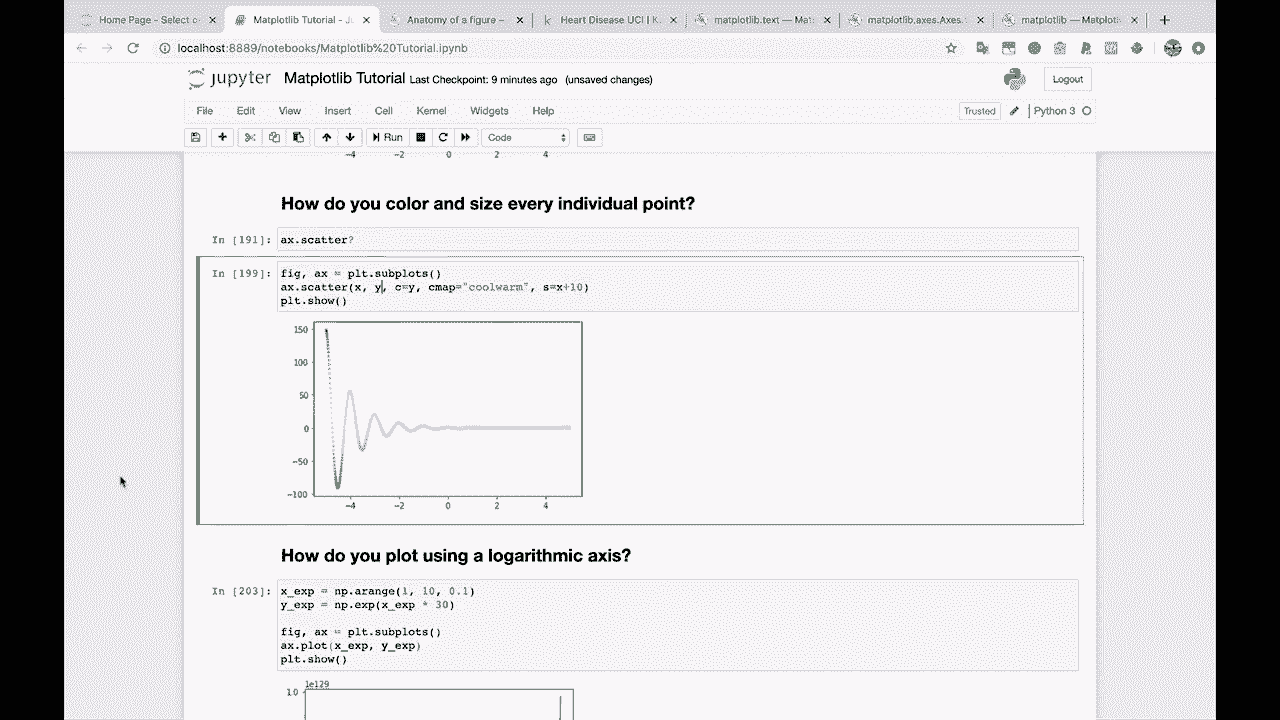 Home Page - Select o
Matplotlib Tutorial - Ju
Anatomy of a figure —
Heart Disease UCI | K
matplotlib.text — Mat
matplotlib.axes.Axes.
matplotlib — Matplotl
localhost:8889/notebooks/Matplotlib%20Tutorial.ipynb
jupyter Matplotlib Tutorial Last Checkpoint: 9 minutes ago (unsaved changes)
Logout
File Edit View Insert Cell Kernel Widgets Help
Trusted
Python 3
Run
Code
-4 -2 0 2 4
How do you color and size every individual point?
In [191]: ax.scatter?
In [199]: fig, ax = plt.subplots()
ax.scatter(x, y, c=y, cmap="coolwarm", s=x+10)
plt.show()
150
100
50
0
-50
-100
-4 -2 0 2 4
How do you plot using a logarithmic axis?
In [203]: x_exp = np.arange(1, 10, 0.1)
y_exp = np.exp(x_exp * 30)
fig, ax = plt.subplots()
ax.plot(x_exp, y_exp)
plt.show()
1e129
1.0